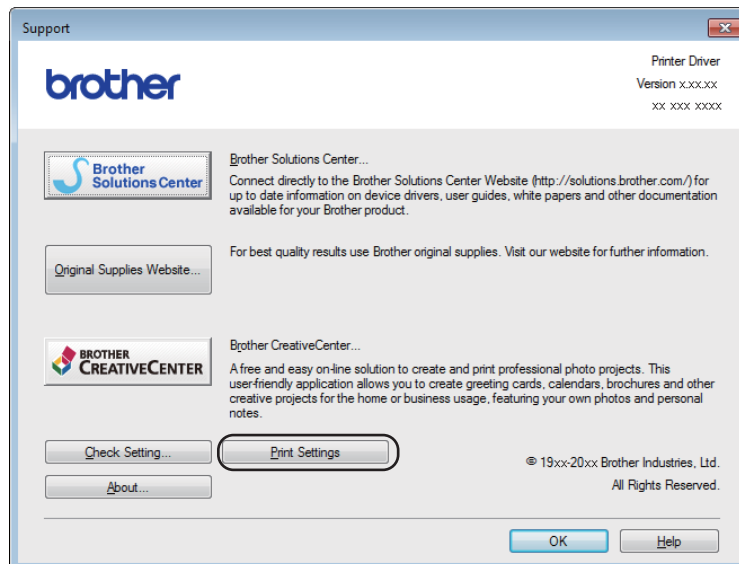 Support
brother
Printer Driver
Version x.xx.xx
xx xxx xxxx
Brother
Solutions Center
Brother Solutions Center...
Connect directly to the Brother Solutions Center Website (http://solutions.brother.com/) for
up to date information on device drivers, user guides, white papers and other documentation
available for your Brother product.
Original Supplies Website...
For best quality results use Brother original supplies. Visit our website for further information.
BROTHER
CREATIVECENTER
Brother CreativeCenter...
A free and easy on-line solution to create and print professional photo projects. This
user-friendly application allows you to create greeting cards, calendars, brochures and other
creative projects for the home or business usage, featuring your own photos and personal
notes.
Check Setting...
Print Settings
About...
© 19xx-20xx Brother Industries, Ltd.
All Rights Reserved.
OK
Help